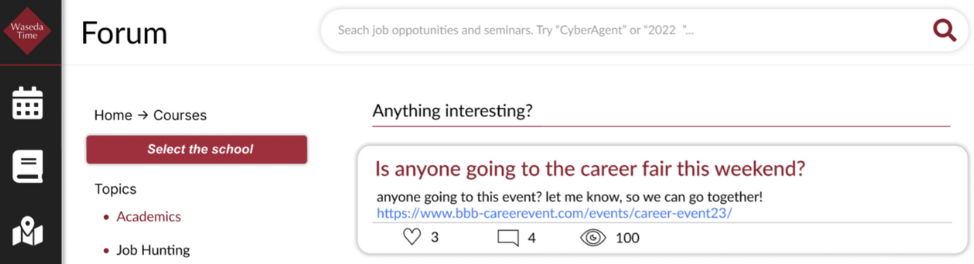 Waseda
Time
Forum
Seach job oppotunities and seminars. Try "CyberAgent" or "2022 "...
Home → Courses
Select the school
Topics
• Academics
• Job Hunting
Anything interesting?
Is anyone going to the career fair this weekend?
anyone going to this event? let me know, so we can go together!
https://www.bbb-careerevent.com/events/career-event23/
3 4 100